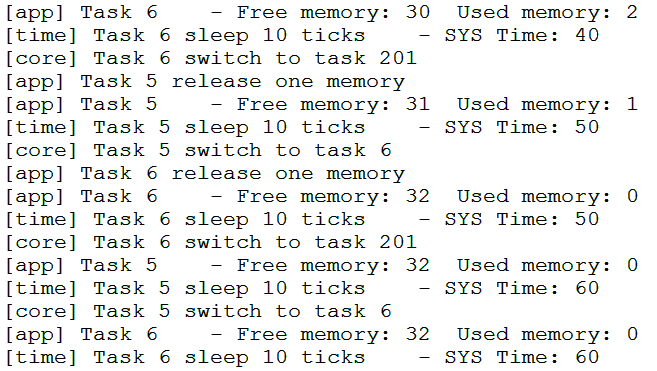 [app] Task 6    - Free memory: 30  Used memory: 2
[time] Task 6 sleep 10 ticks    - SYS Time: 40
[core] Task 6 switch to task 201
[app] Task 5 release one memory
[app] Task 5    - Free memory: 31  Used memory: 1
[time] Task 5 sleep 10 ticks    - SYS Time: 50
[core] Task 5 switch to task 6
[app] Task 6 release one memory
[app] Task 6    - Free memory: 32  Used memory: 0
[time] Task 6 sleep 10 ticks    - SYS Time: 50
[core] Task 6 switch to task 201
[app] Task 5    - Free memory: 32  Used memory: 0
[time] Task 5 sleep 10 ticks    - SYS Time: 60
[core] Task 5 switch to task 6
[app] Task 6    - Free memory: 32  Used memory: 0
[time] Task 6 sleep 10 ticks    - SYS Time: 60